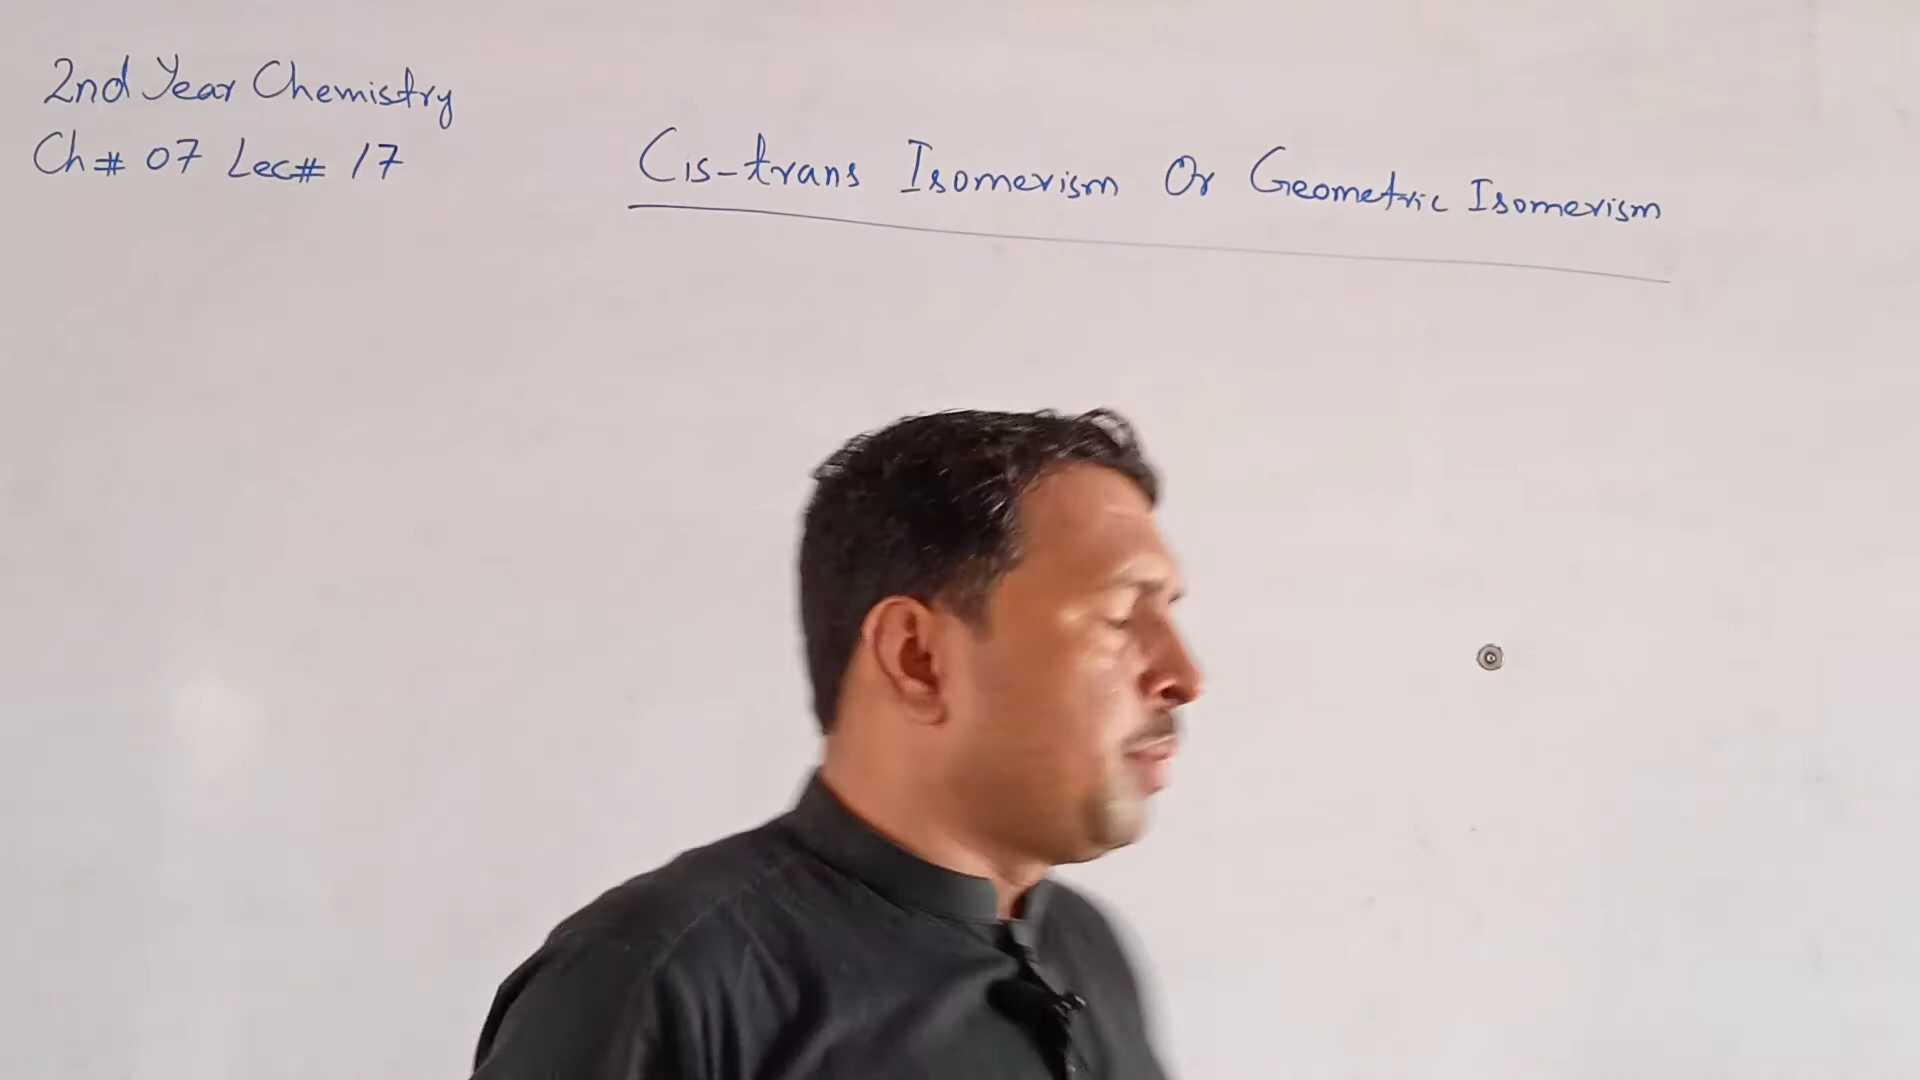 2nd Year Chemistry
Ch# 07 Lec# 17
Cis-trans Isomerism Or Geometric Isomerism